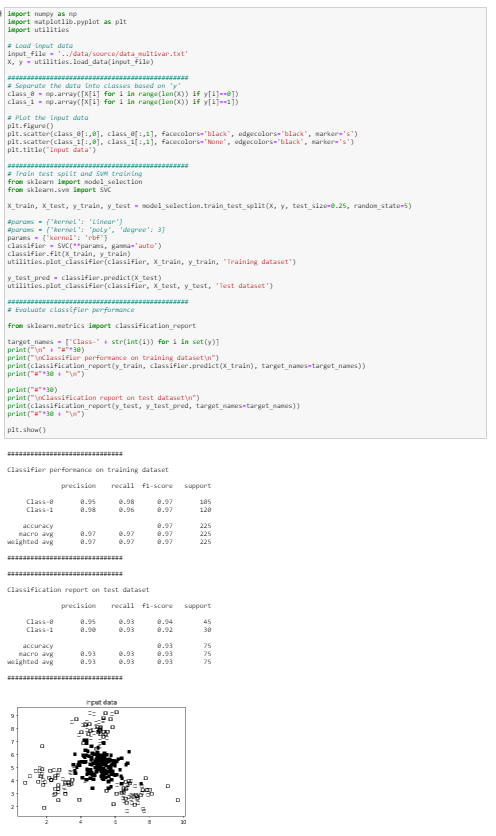 import numpy as np
import matplotlib.pyplot as plt
import utilities
# Load input data
input_file = '../data/source/data_multivar.txt'
X, y = utilities.load_data(input_file)
###############################################
# Separate the data into classes based on 'y'
class_0 = np.array([X[i] for i in range(len(X)) if y[i]==0])
class_1 = np.array([X[i] for i in range(len(X)) if y[i]==1])
# Plot the input data
plt.figure()
plt.scatter(class_0[:,0], class_0[:,1], facecolors='black', edgecolors='black', marker='s')
plt.scatter(class_1[:,0], class_1[:,1], facecolors='None', edgecolors='black', marker='s')
plt.title('Input data')
###############################################
# Train test split and SVM training
from sklearn import model_selection
from sklearn.svm import SVC
X_train, X_test, y_train, y_test = model_selection.train_test_split(X, y, test_size=0.25, random_state=5)
#params = {'kernel': 'linear'}
#params = {'kernel': 'poly', 'degree': 3}
params = {'kernel': 'rbf'}
classifier = SVC(**params, gamma='auto')
classifier.fit(X_train, y_train)
utilities.plot_classifier(classifier, X_train, y_train, 'Training dataset')
y_test_pred = classifier.predict(X_test)
utilities.plot_classifier(classifier, X_test, y_test, 'Test dataset')
###############################################
# Evaluate classifier performance
from sklearn.metrics import classification_report
target_names = ['Class-' + str(int(i)) for i in set(y)]
print("\n" + "#"*30)
print("\nClassifier performance on training dataset\n")
print(classification_report(y_train, classifier.predict(X_train), target_names=target_names))
print("#"*30 + "\n")
print("#"*30)
print("\nClassification report on test dataset\n")
print(classification_report(y_test, y_test_pred, target_names=target_names))
print("#"*30 + "\n")
plt.show()
##############################
Classifier performance on training dataset
precision recall f1-score support
Class-0 0.95 0.98 0.97 105
Class-1 0.98 0.96 0.97 120
accuracy 0.97 225
macro avg 0.97 0.97 0.97 225
weighted avg 0.97 0.97 0.97 225
##############################
##############################
Classification report on test dataset
precision recall f1-score support
Class-0 0.95 0.93 0.94 45
Class-1 0.90 0.93 0.92 30
accuracy 0.93 75
macro avg 0.93 0.93 0.93 75
weighted avg 0.93 0.93 0.93 75
##############################
Input data
9
8
7
6
5
4
3
2
2 4 6 8 10